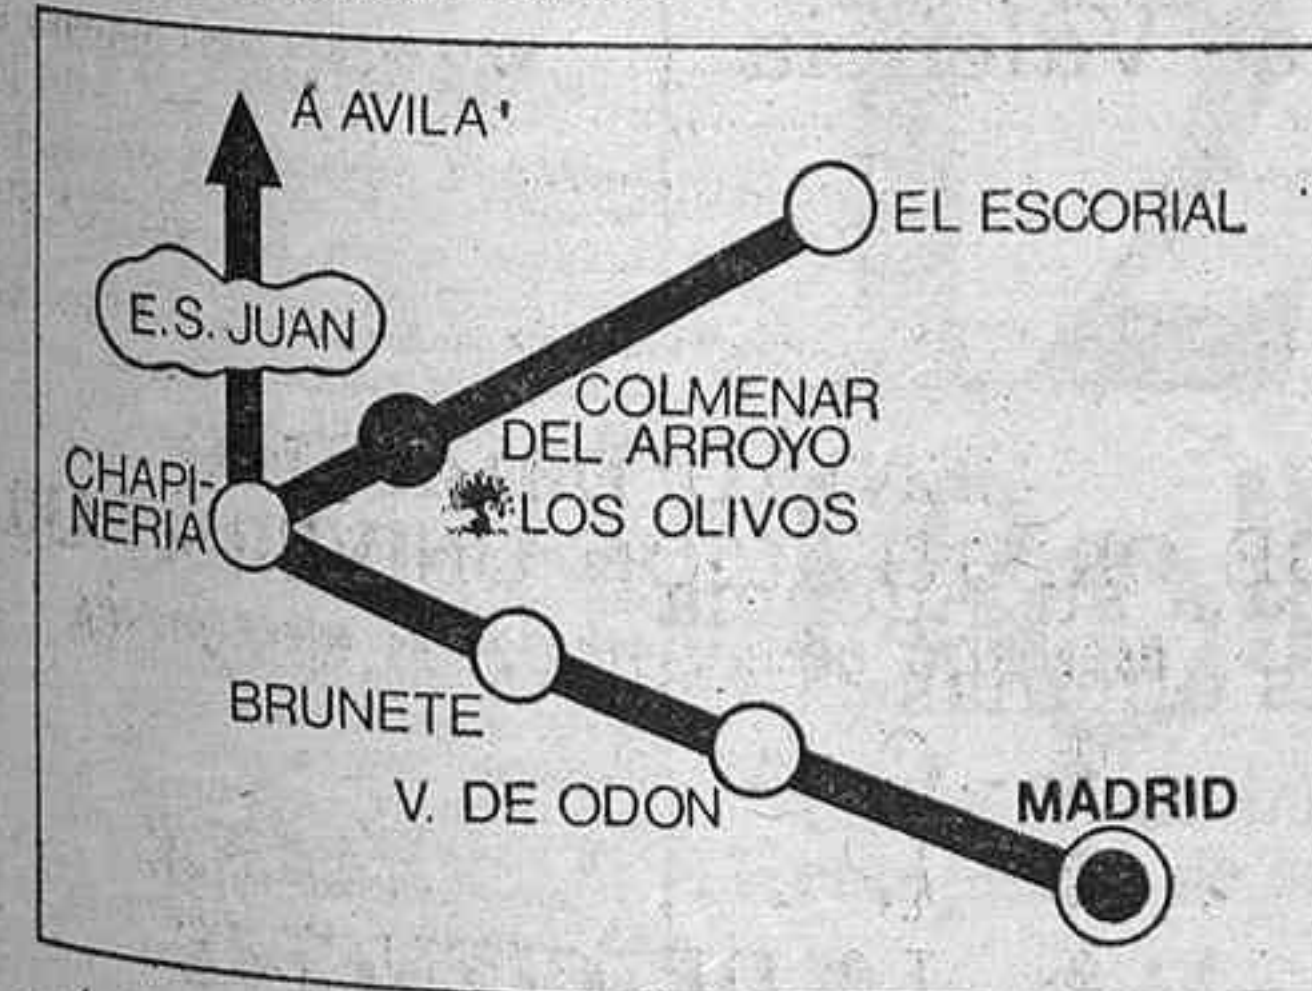 Á AVILA
EL ESCORIAL
E.S. JUAN
COLMENAR
DEL ARROYO
CHAPI-
NERIA
LOS OLIVOS
BRUNETE
V. DE ODON
MADRID